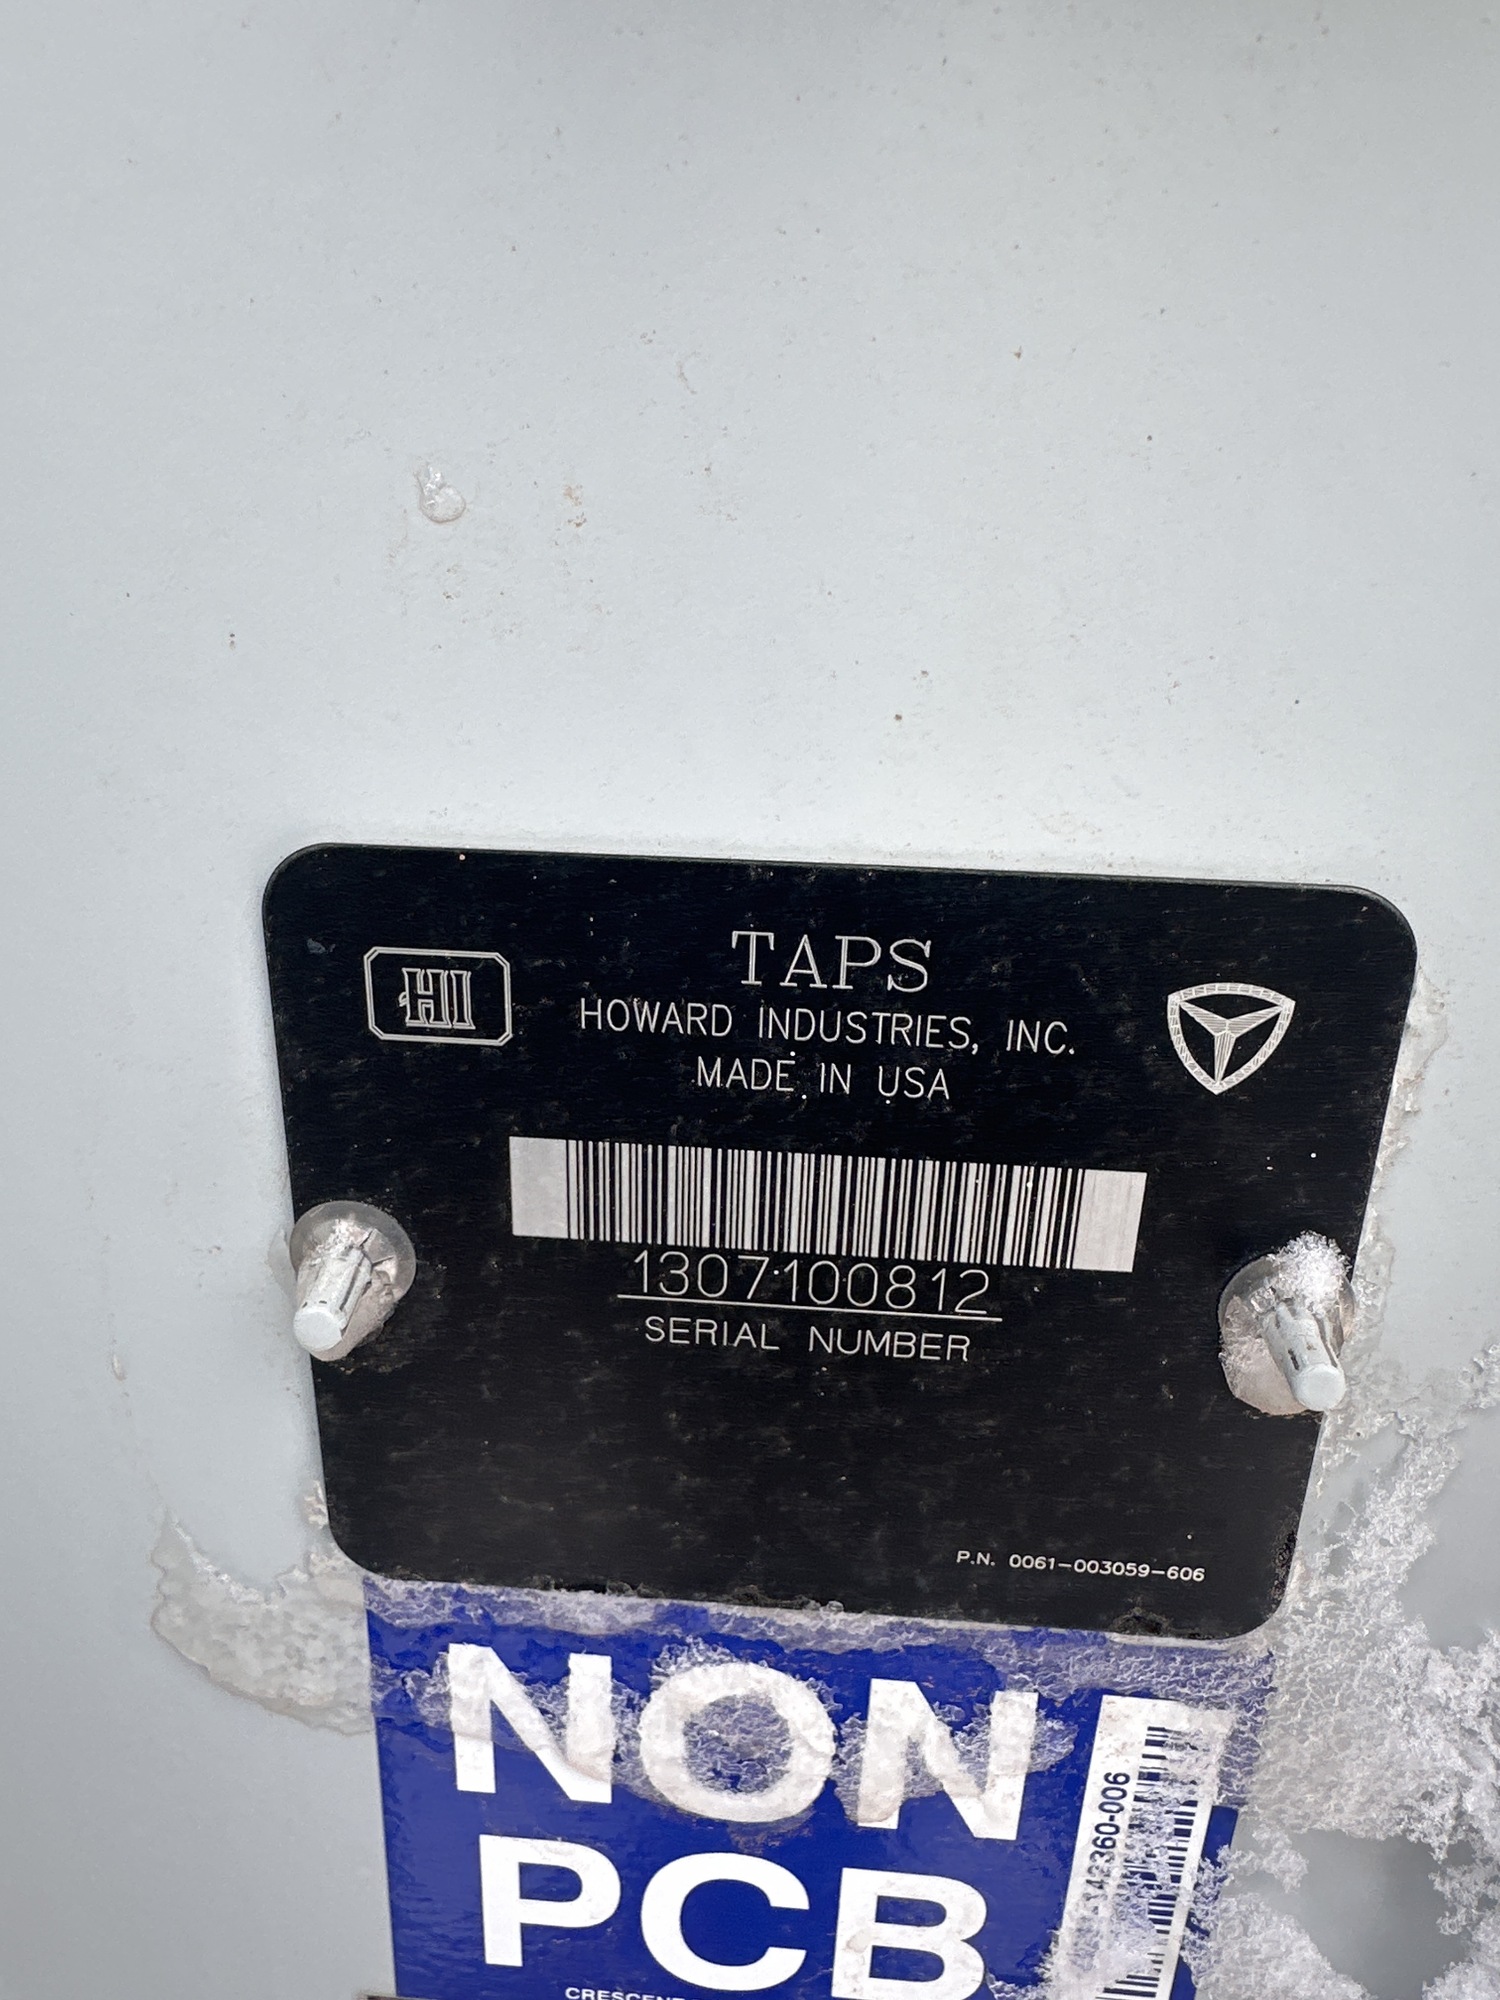 HI
TAPS
HOWARD INDUSTRIES, INC.
MADE IN USA
1307100812
SERIAL NUMBER
P.N. 0061-003059-606
NON
PCB